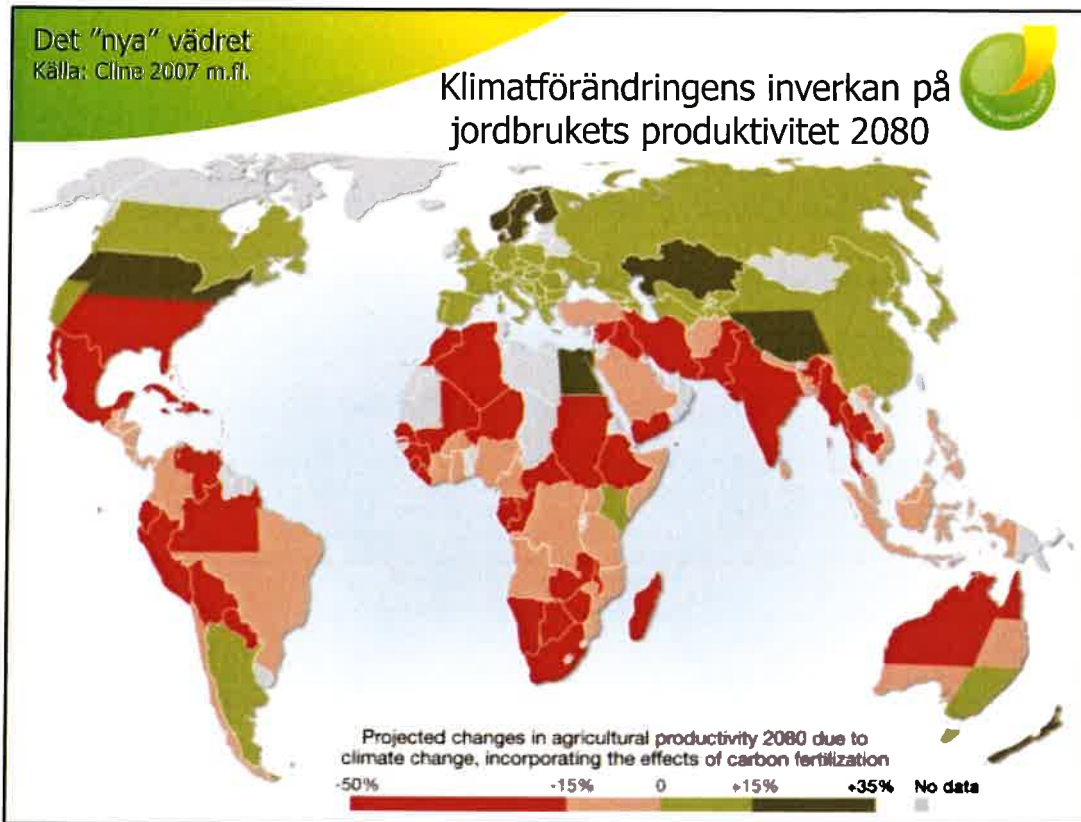 Det ”nya” vädret
Källa: Cline 2007 m.fl.
Klimatförändringens inverkan på
jordbrukets produktivitet 2080
Projected changes in agricultural productivity 2080 due to
climate change, incorporating the effects of carbon fertilization
-50% -15% 0 +15% +35% No data